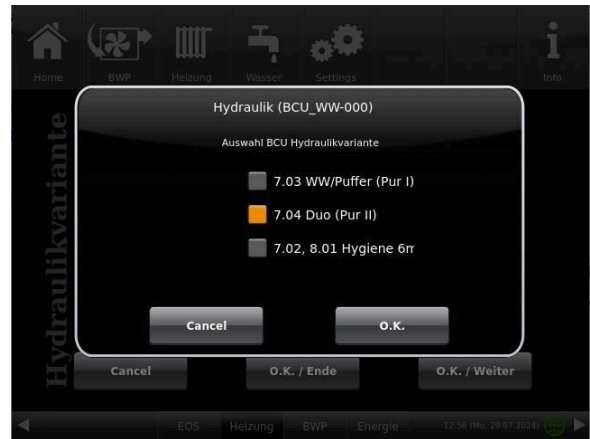 Home BWP Heizung Wasser Settings Info
Hydraulikvariante
Hydraulik (BCU_WW-000)
Auswahl BCU Hydraulikvariante
7.03 WW/Puffer (Pur I)
7.04 Duo (Pur II)
7.02, 8.01 Hygiene 6m
Cancel O.K.
Cancel O.K. / Ende O.K. / Weiter
EOS Heizung BWP Energie 12:56 (Mo. 29.07.2024)